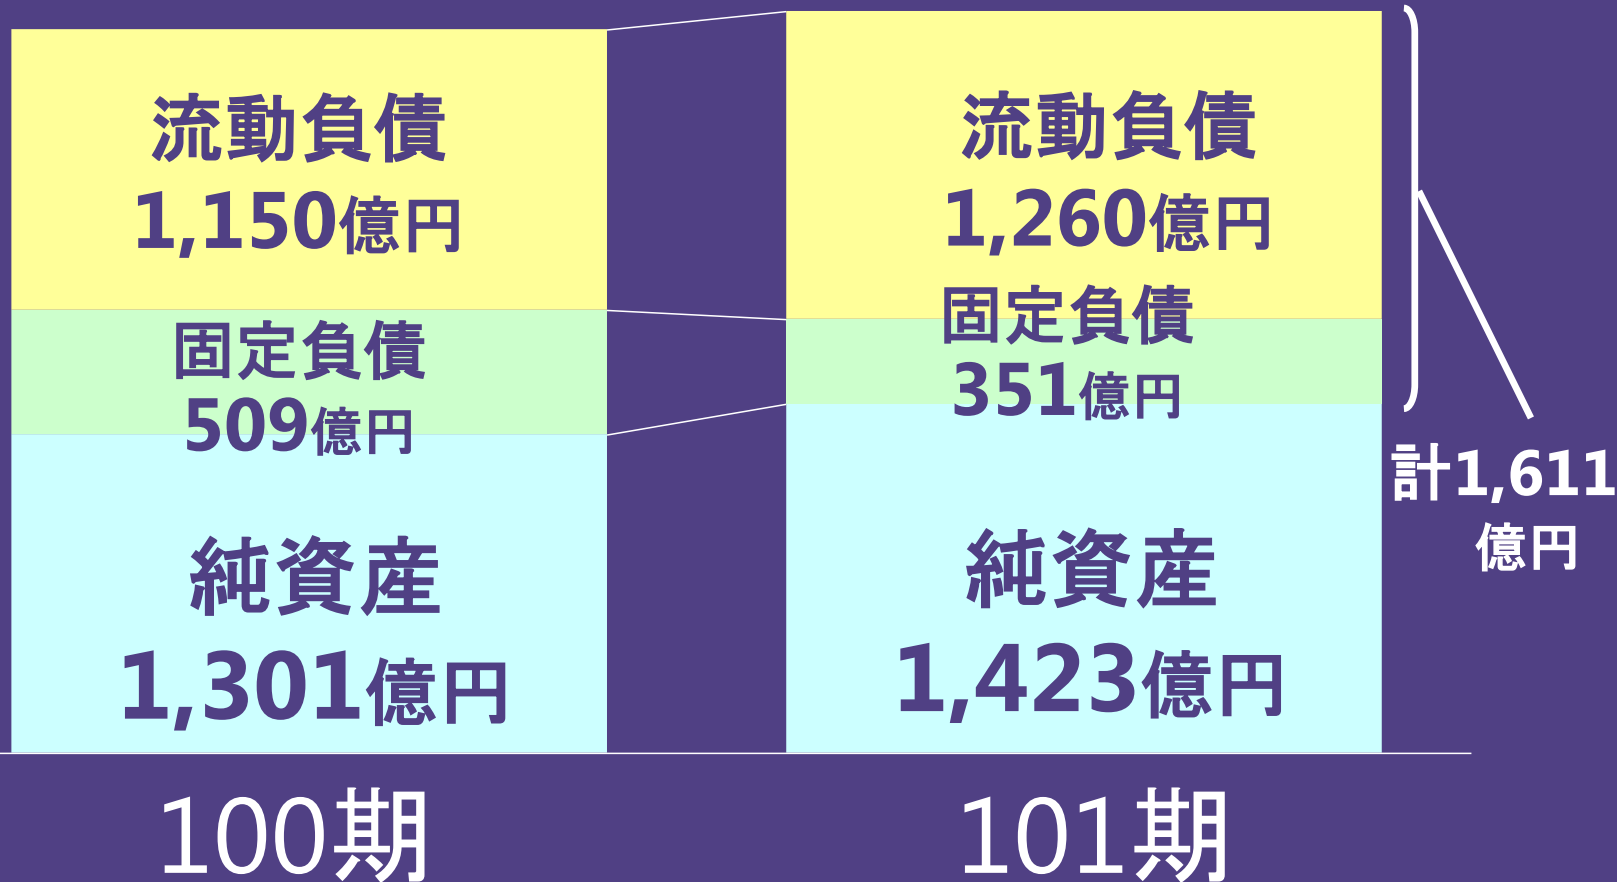 流動負債
1,150億円
固定負債
509億円
純資産
1,301億円
100期
流動負債
1,260億円
固定負債
351億円
純資産
1,423億円
101期
計1,611
億円